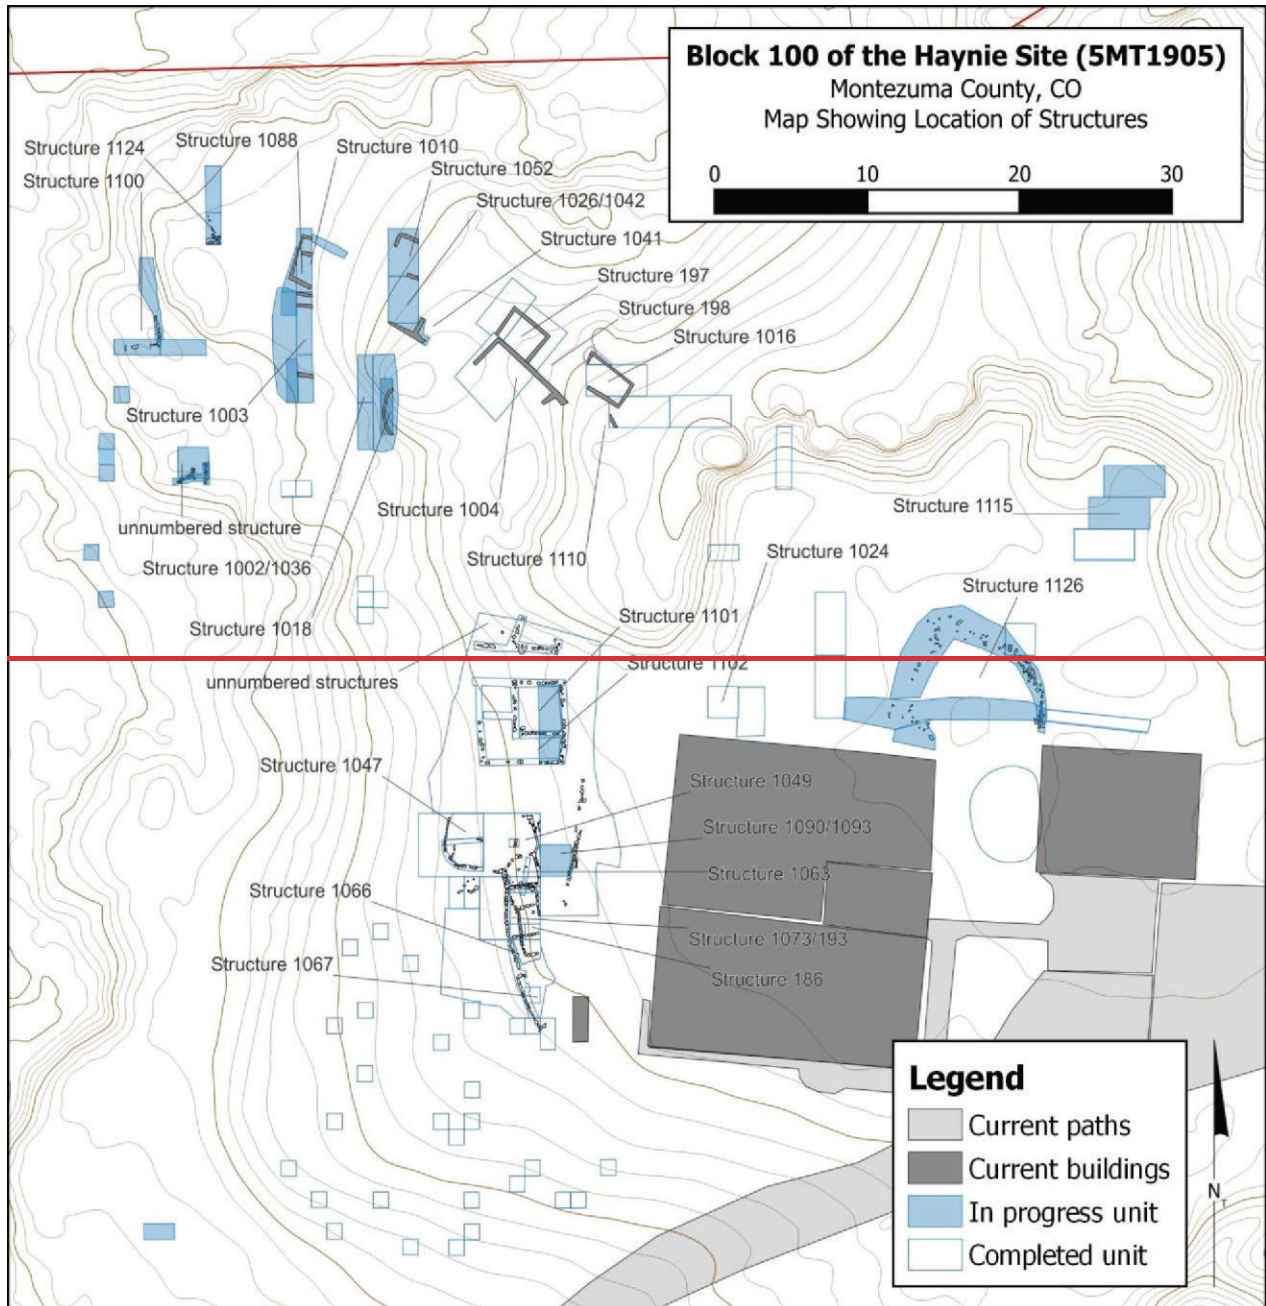 Block 100 of the Haynie Site (5MT1905)
Montezuma County, CO
Map Showing Location of Structures
0 10 20 30
Structure 1124
Structure 1088
Structure 1010
Structure 1100
Structure 1052
Structure 1026/1042
Structure 1041
Structure 197
Structure 198
Structure 1016
Structure 1003
Structure 1004
Structure 1115
unnumbered structure
Structure 1110
Structure 1024
Structure 1002/1036
Structure 1126
Structure 1018
Structure 1101
Structure 1102
unnumbered structures
Structure 1047
Structure 1049
Structure 1090/1093
Structure 1063
Structure 1066
Structure 1073/193
Structure 1067
Structure 186
Legend
Current paths
Current buildings
In progress unit
Completed unit
N
T